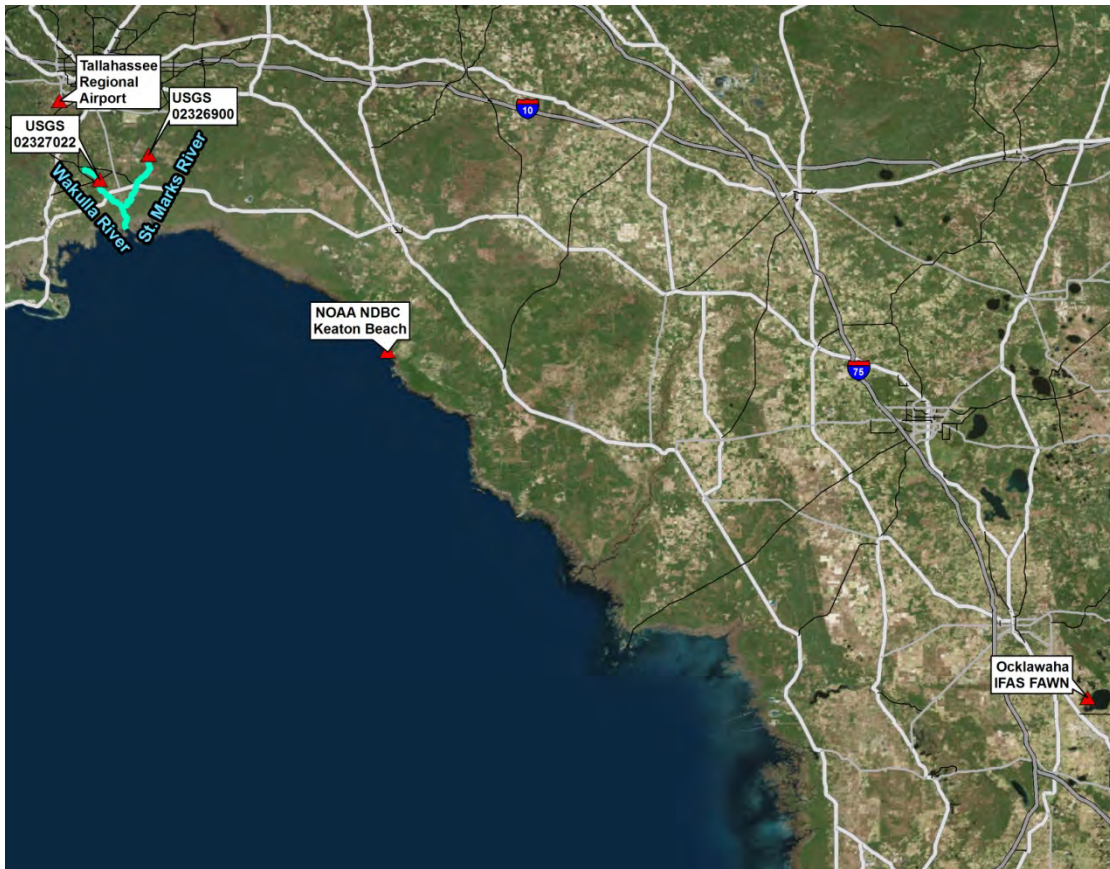 Tallahassee
Regional
Airport
USGS
02326900
USGS
02327022
Wakulla River
St. Marks River
10
NOAA NDBC
Keaton Beach
75
Ocklawaha
IFAS FAWN